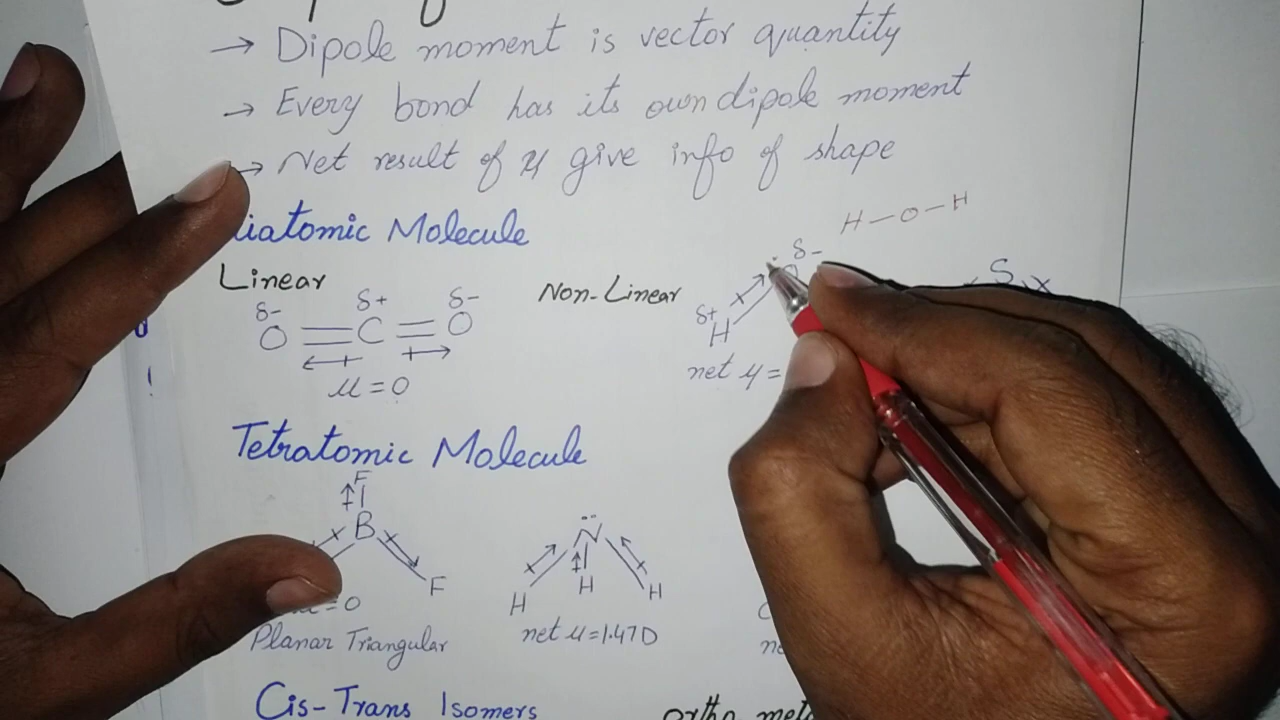 → Dipole moment is vector quantity
→ Every bond has its own dipole moment
→ Net result of μ give info of shape
iatomic Molecule
H–O–H
Linear
Non-Linear
δ- δ+ δ-
O=C=O
μ=0
δ-
δ+
H
net μ=
S
Tetratomic Molecule
F
B
F
=0
Planar Triangular
N
H H H
net μ=1.47D
Cis-Trans Isomers